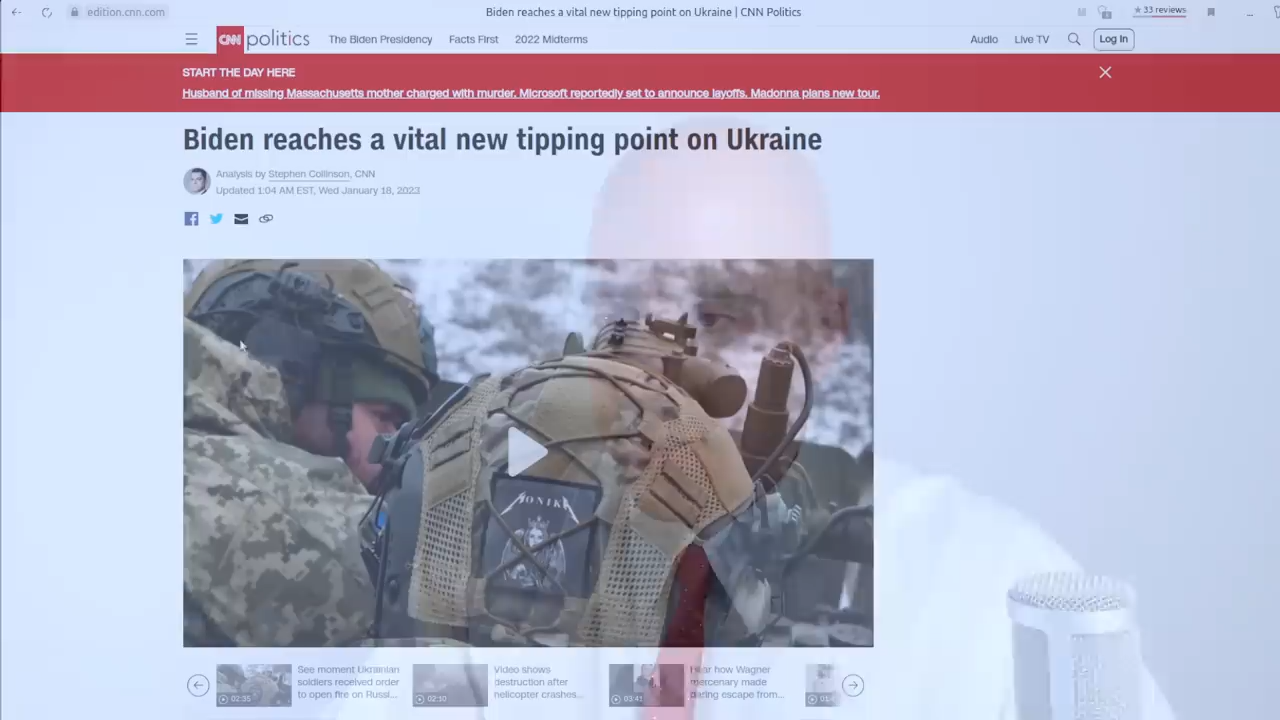 edition.cnn.com
Biden reaches a vital new tipping point on Ukraine | CNN Politics
★ 33 reviews
CNN politics
The Biden Presidency
Facts First
2022 Midterms
Audio
Live TV
Log In
START THE DAY HERE
Husband of missing Massachusetts mother charged with murder. Microsoft reportedly set to announce layoffs. Madonna plans new tour.
Biden reaches a vital new tipping point on Ukraine
Analysis by Stephen Collinson, CNN
Updated 1:04 AM EST, Wed January 18, 2023
MONIKA
See moment Ukrainian
soldiers received order
to open fire on Russi...
02:35
Video shows
destruction after
helicopter crashes...
02:10
how Wagner
mercenary made
daring escape from...
03:41